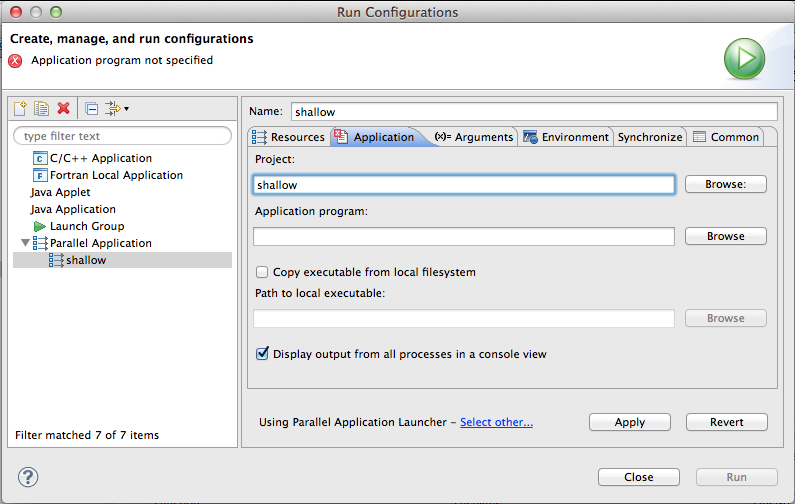 Run Configurations
Create, manage, and run configurations
Application program not specified
type filter text
C/C++ Application
Fortran Local Application
Java Applet
Java Application
Launch Group
Parallel Application
shallow
Filter matched 7 of 7 items
Name: shallow
Resources Application (x)= Arguments Environment Synchronize Common
Project:
shallow Browse:
Application program:
Browse
Copy executable from local filesystem
Path to local executable:
Browse
Display output from all processes in a console view
Using Parallel Application Launcher – Select other... Apply Revert
? Close Run